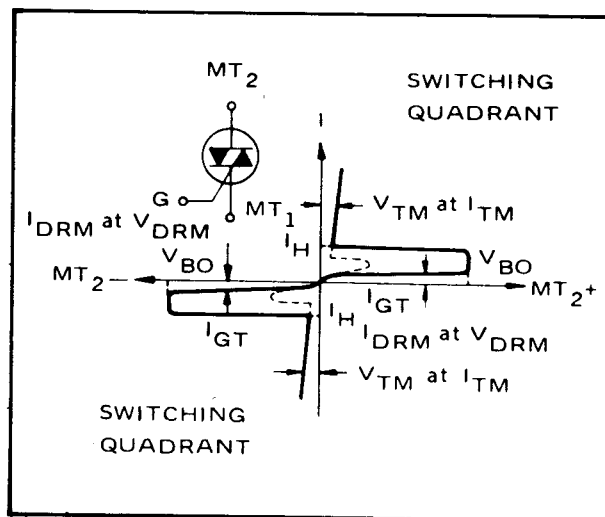 MT2
SWITCHING
QUADRANT
I
G
MT1
VTM at ITM
IDRM at VDRM
IH
VBO
VBO
MT2 −
IGT
MT2+
IGT
IH
IDRM at VDRM
VTM at ITM
SWITCHING
QUADRANT